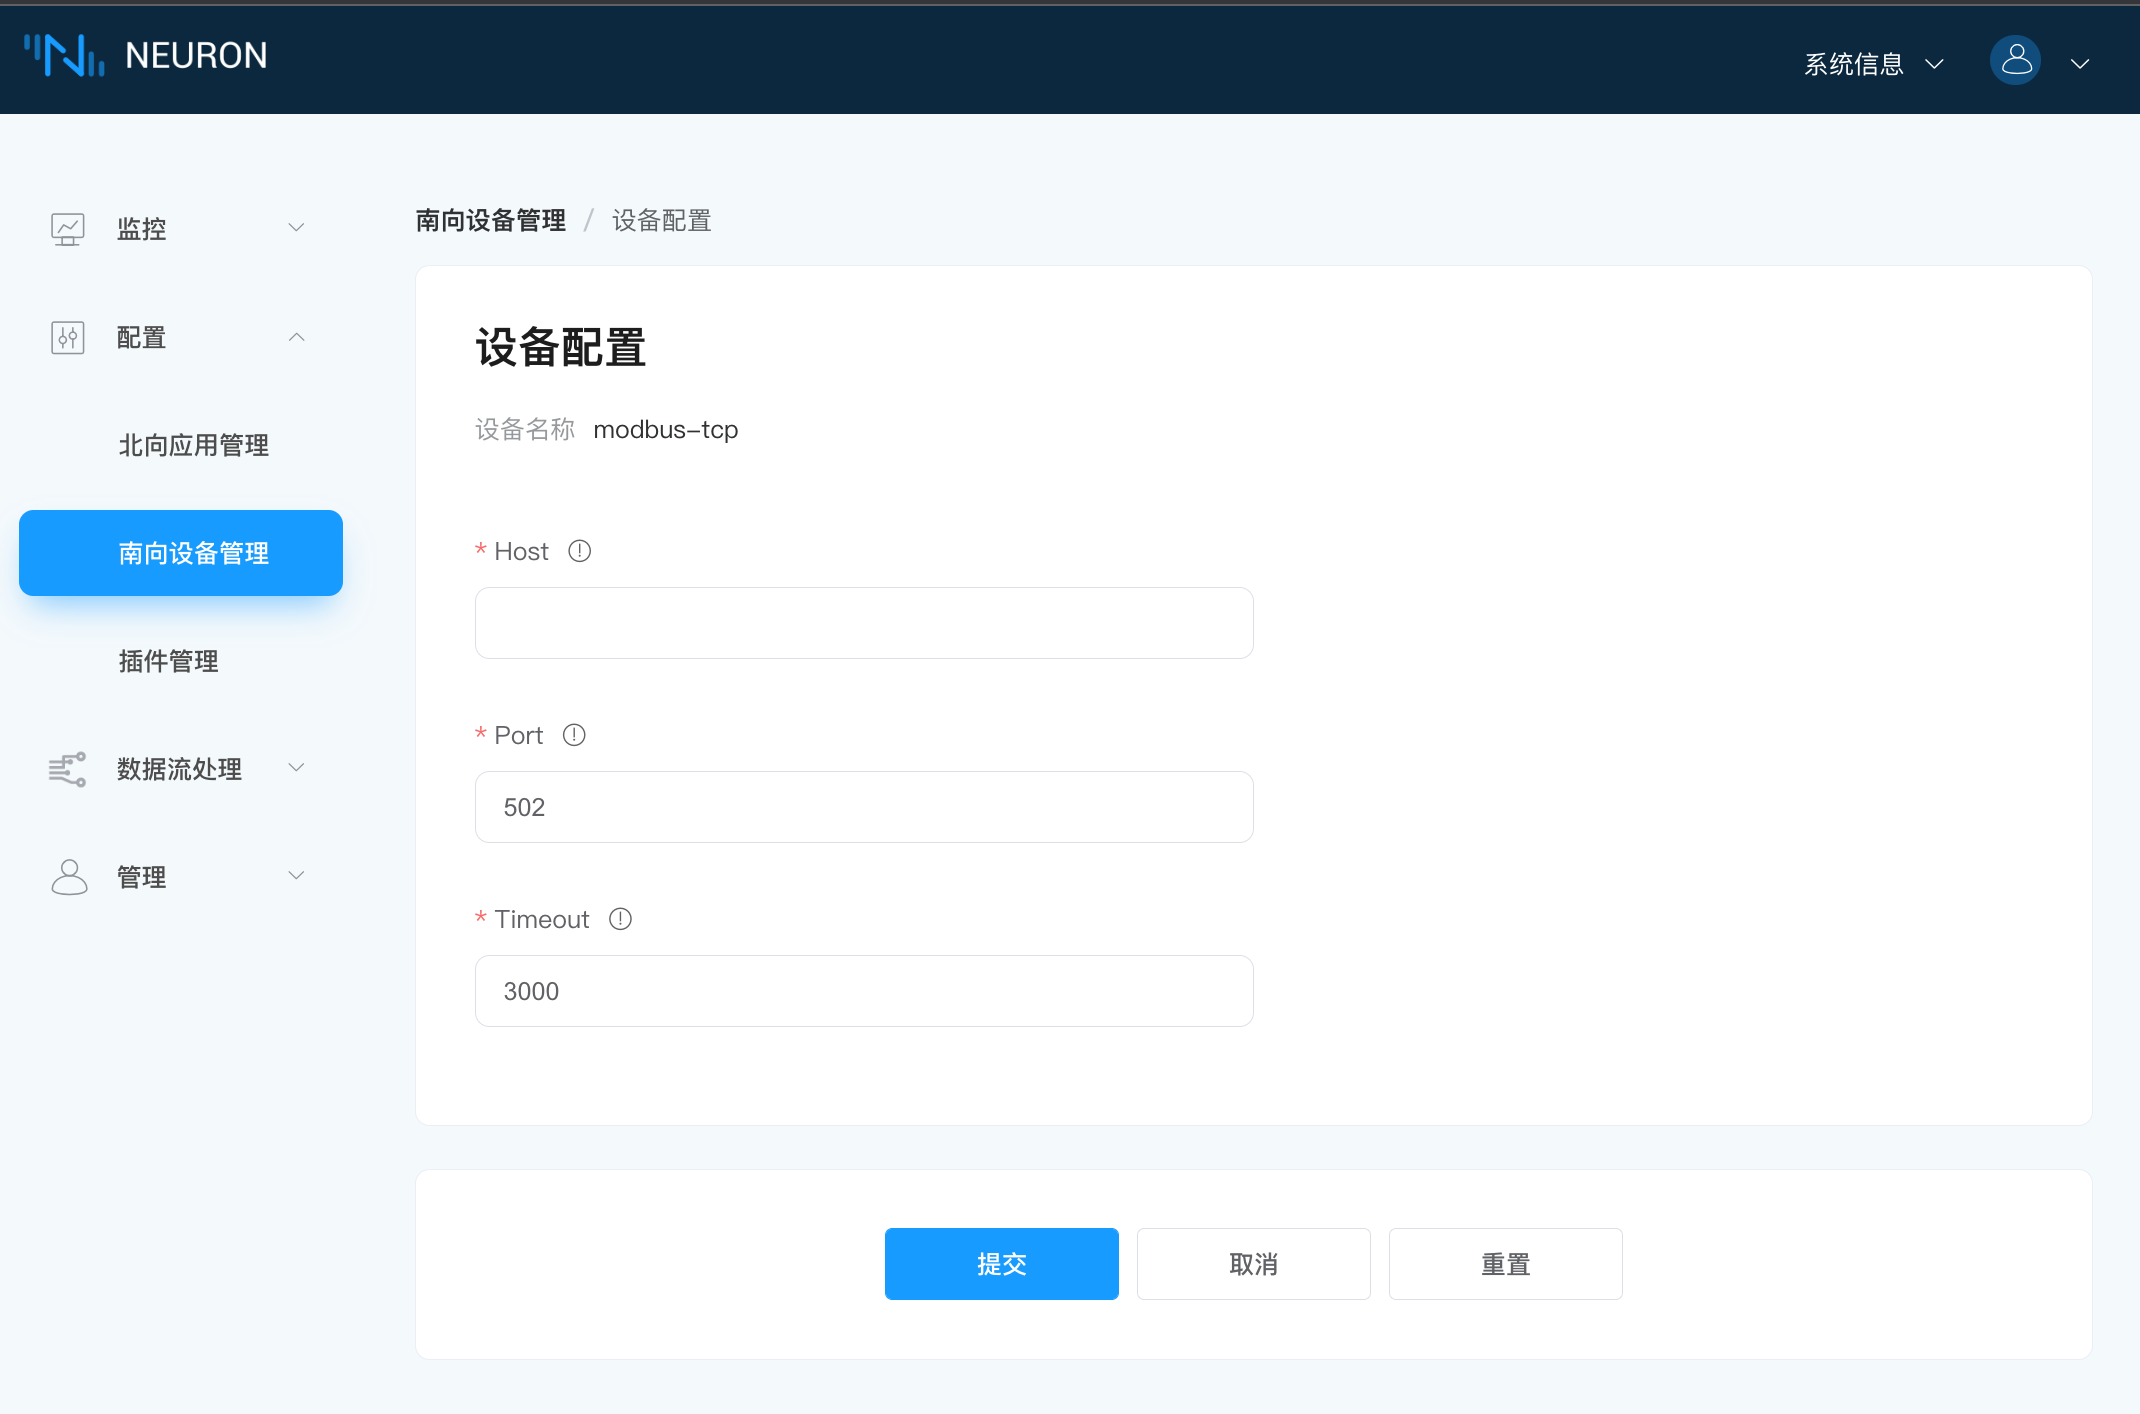 NEURON
系统信息
监控
配置
北向应用管理
南向设备管理
插件管理
数据流处理
管理
南向设备管理 / 设备配置
设备配置
设备名称 modbus-tcp
* Host
* Port
502
* Timeout
3000
提交 取消 重置